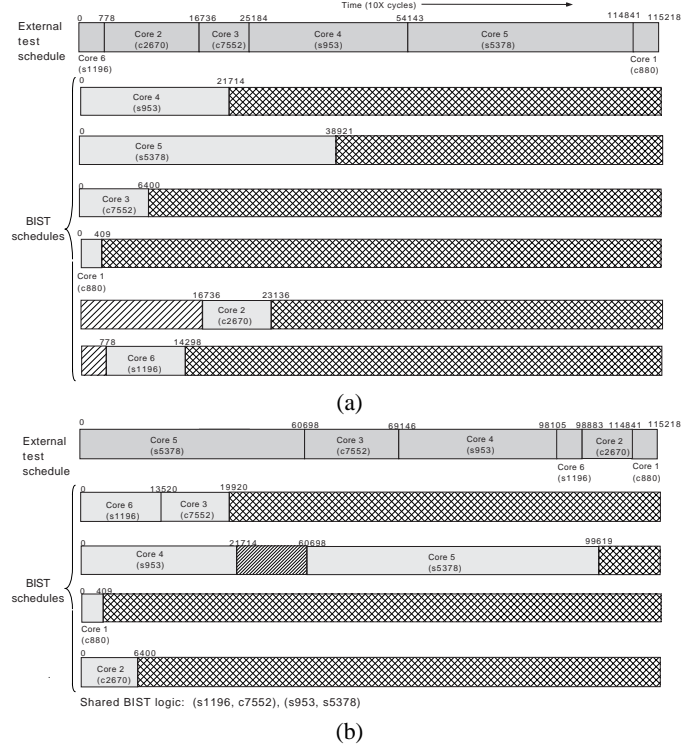 Time (10X cycles)
0 778 16736 25184 54143 114841 115218
External test schedule
Core 2 (c2670)
Core 3 (c7552)
Core 4 (s953)
Core 5 (s5378)
Core 6 (s1196)
Core 1 (c880)
0 21714
Core 4 (s953)
0 38921
Core 5 (s5378)
0 6400
Core 3 (c7552)
BIST schedules
0 409
Core 1 (c880)
16736 23136
Core 2 (c2670)
778 14298
Core 6 (s1196)
(a)
0 60698 69146 98105 98883 114841 115218
External test schedule
Core 5 (s5378)
Core 3 (c7552)
Core 4 (s953)
Core 2 (c2670)
Core 6 (s1196)
Core 1 (c880)
0 13520 19920
Core 6 (s1196)
Core 3 (c7552)
0 21714 60698 99619
Core 4 (s953)
Core 5 (s5378)
BIST schedules
0 409
Core 1 (c880)
0 6400
Core 2 (c2670)
Shared BIST logic: (s1196, c7552), (s953, s5378)
(b)